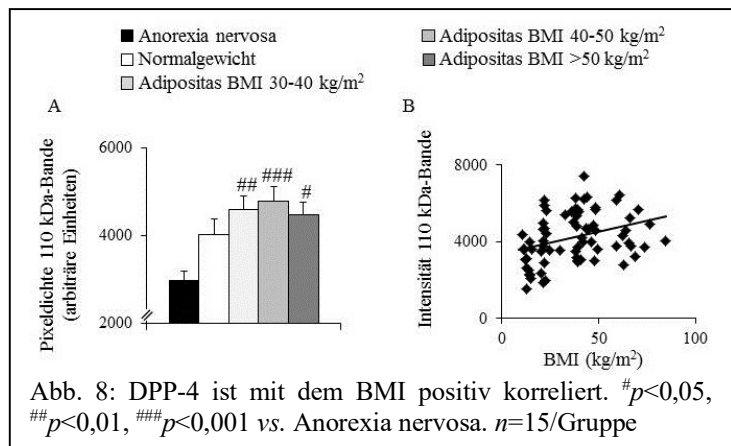 Anorexia nervosa
Normalgewicht
Adipositas BMI 30-40 kg/m²
Adipositas BMI 40-50 kg/m²
Adipositas BMI >50 kg/m²
A
Pixeldichte 110 kDa-Bande
(arbiträre Einheiten)
6000
4000
2000
##
###
#
B
Intensität 110 kDa-Bande
8000
4000
0
0 50 100
BMI (kg/m²)
Abb. 8: DPP-4 ist mit dem BMI positiv korreliert. #p<0,05,
##p<0,01, ###p<0,001 vs. Anorexia nervosa. n=15/Gruppe